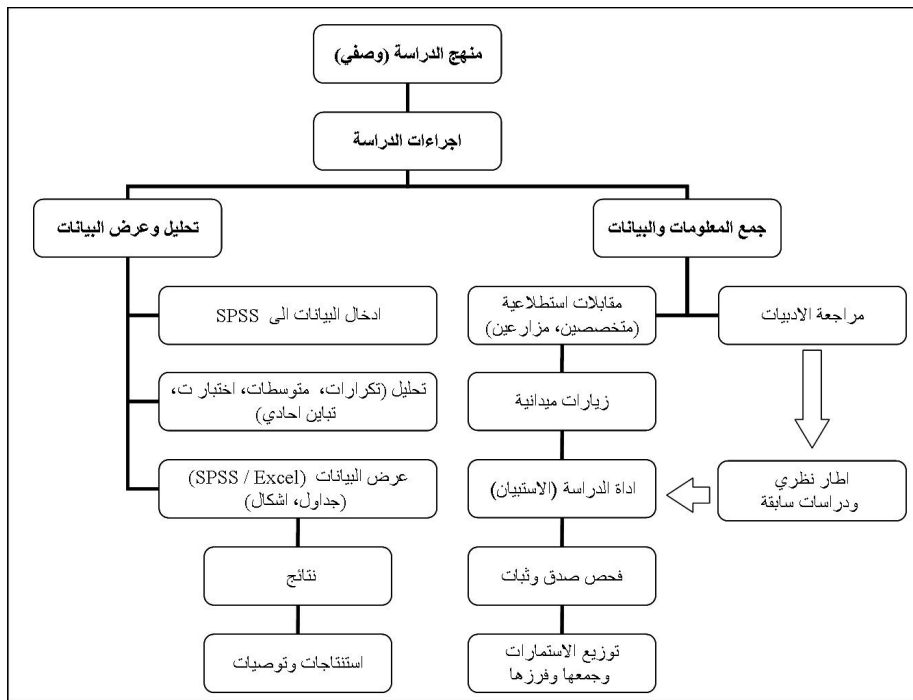 منهج الدراسة (وصفي)
اجراءات الدراسة
جمع المعلومات والبيانات
تحليل وعرض البيانات
مراجعة الادبيات
مقابلات استطلاعية
(متخصصين، مزارعين)
ادخال البيانات الى SPSS
زيارات ميدانية
تحليل (تكرارات، متوسطات، اختبار ت،
تباين احادي)
اطار نظري
ودراسات سابقة
اداة الدراسة (الاستبيان)
عرض البيانات (SPSS / Excel)
(جداول، اشكال)
فحص صدق وثبات
نتائج
توزيع الاستمارات
وجمعها وفرزها
استنتاجات وتوصيات